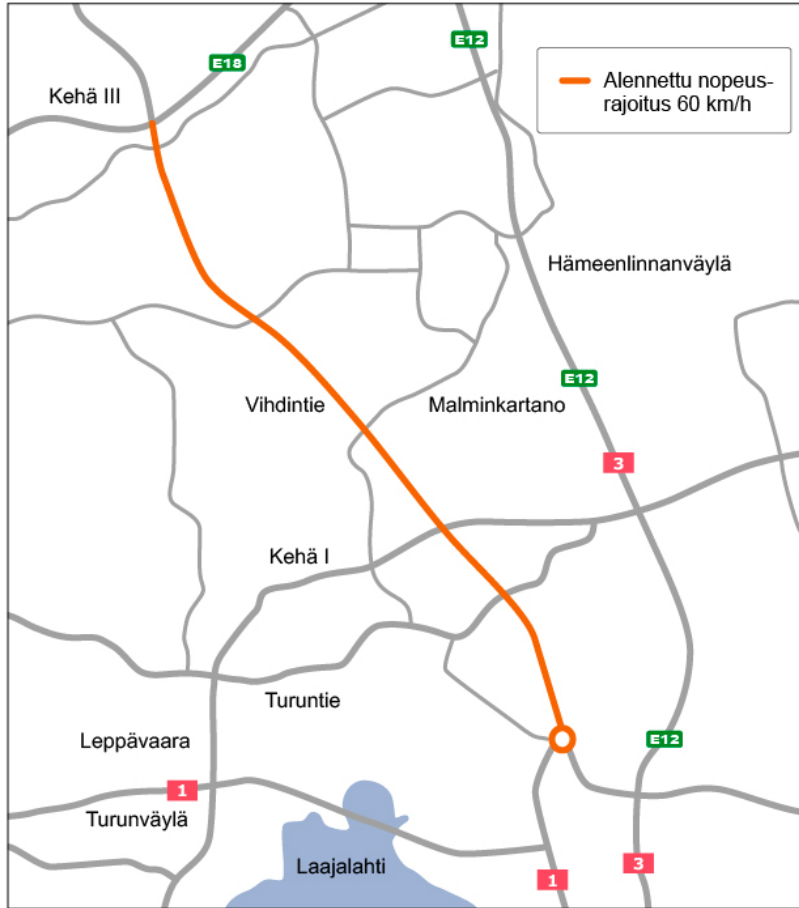 E12
E18
Alennettu nopeus-
rajoitus 60 km/h
Kehä III
Hämeenlinnanväylä
E12
Vihdintie
Malminkartano
3
Kehä I
Turuntie
Leppävaara
E12
1
Turunväylä
Laajalahti
3
1